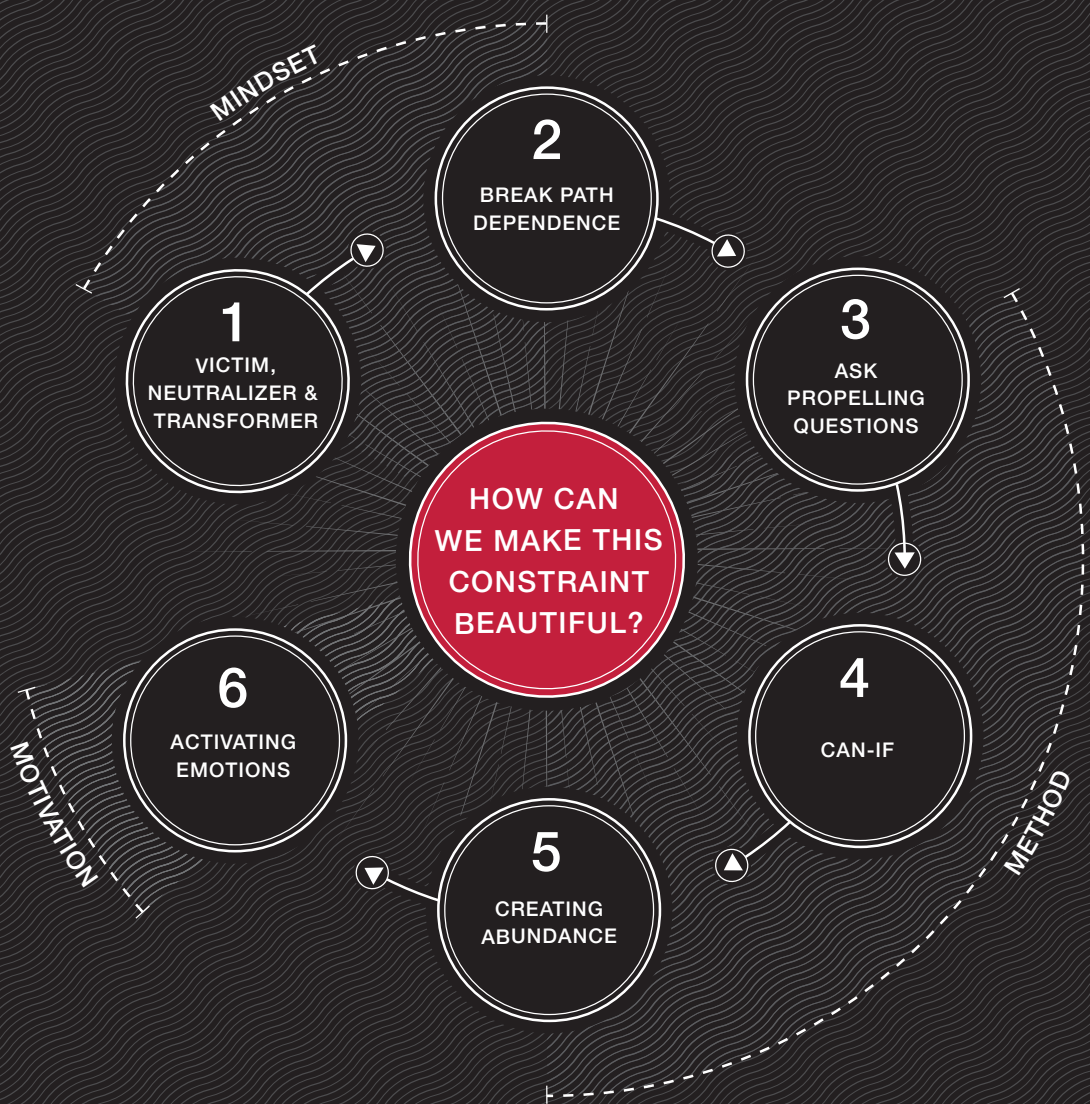 MINDSET
1
VICTIM,
NEUTRALIZER &
TRANSFORMER
2
BREAK PATH
DEPENDENCE
3
ASK
PROPELLING
QUESTIONS
HOW CAN
WE MAKE THIS
CONSTRAINT
BEAUTIFUL?
4
CAN-IF
METHOD
5
CREATING
ABUNDANCE
6
ACTIVATING
EMOTIONS
MOTIVATION